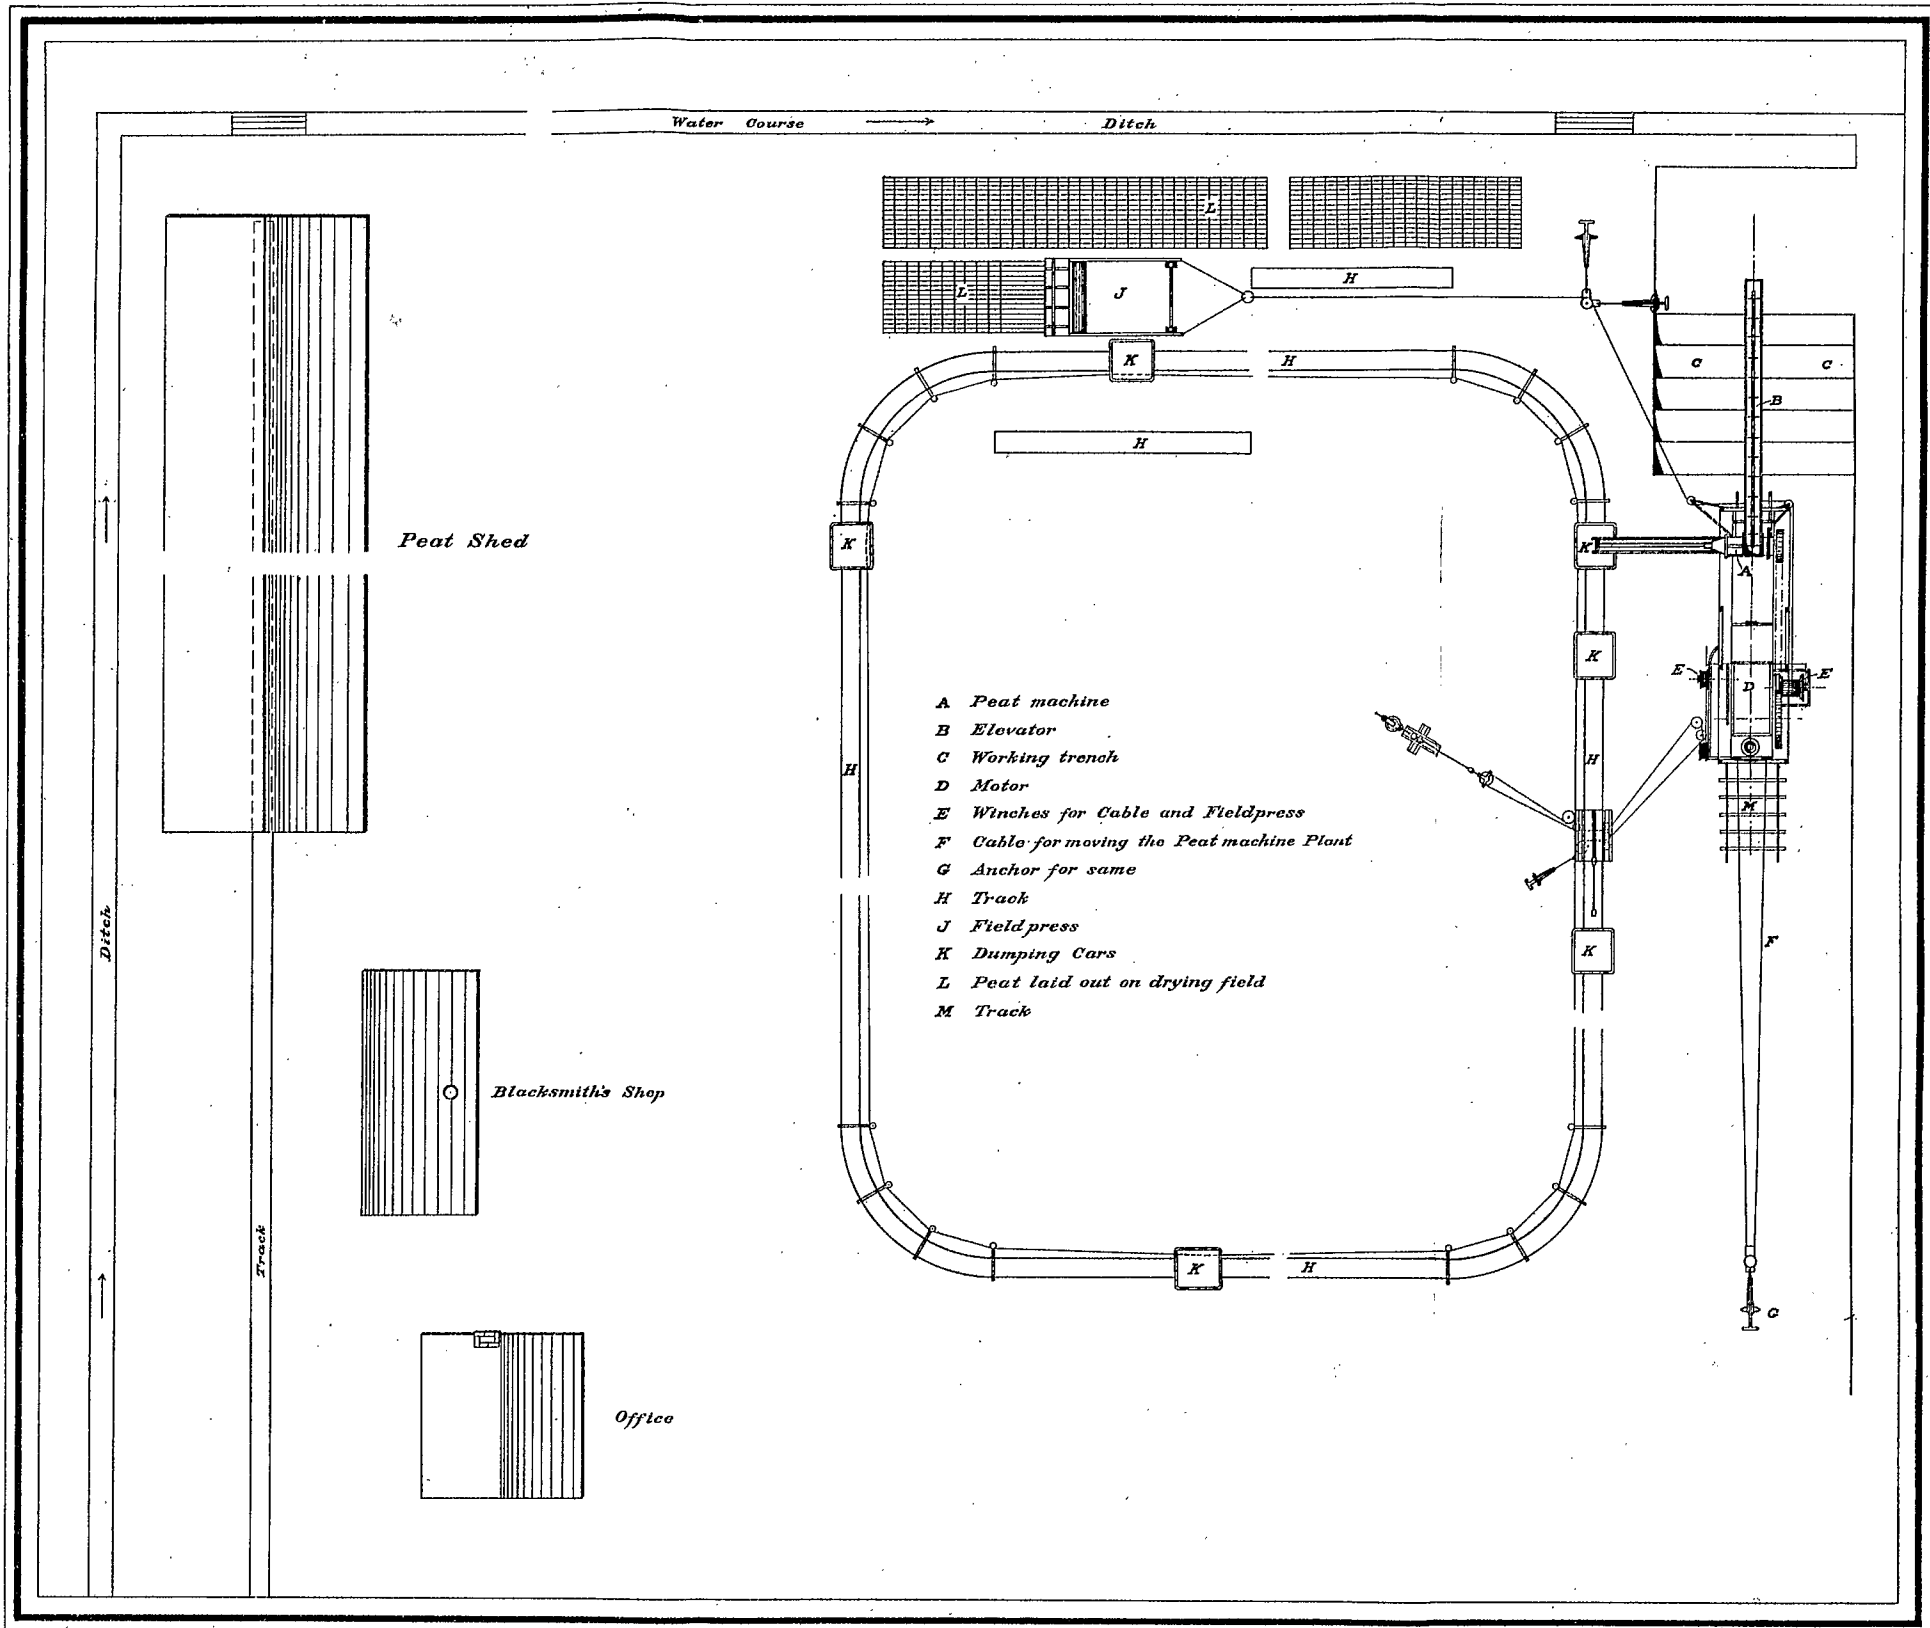 Water Course Ditch
L
L
J
H
K
H
C C
B
H
Peat Shed
K
K
A
K
E D E
A Peat machine
B Elevator
C Working trench
D Motor
E Winches for Cable and Fieldpress
F Cable for moving the Peat machine Plant
G Anchor for same
H Track
J Fieldpress
K Dumping Cars
L Peat laid out on drying field
M Track
H
H
M
Ditch
F
K
Blacksmith's Shop
Track
K
H
G
Office